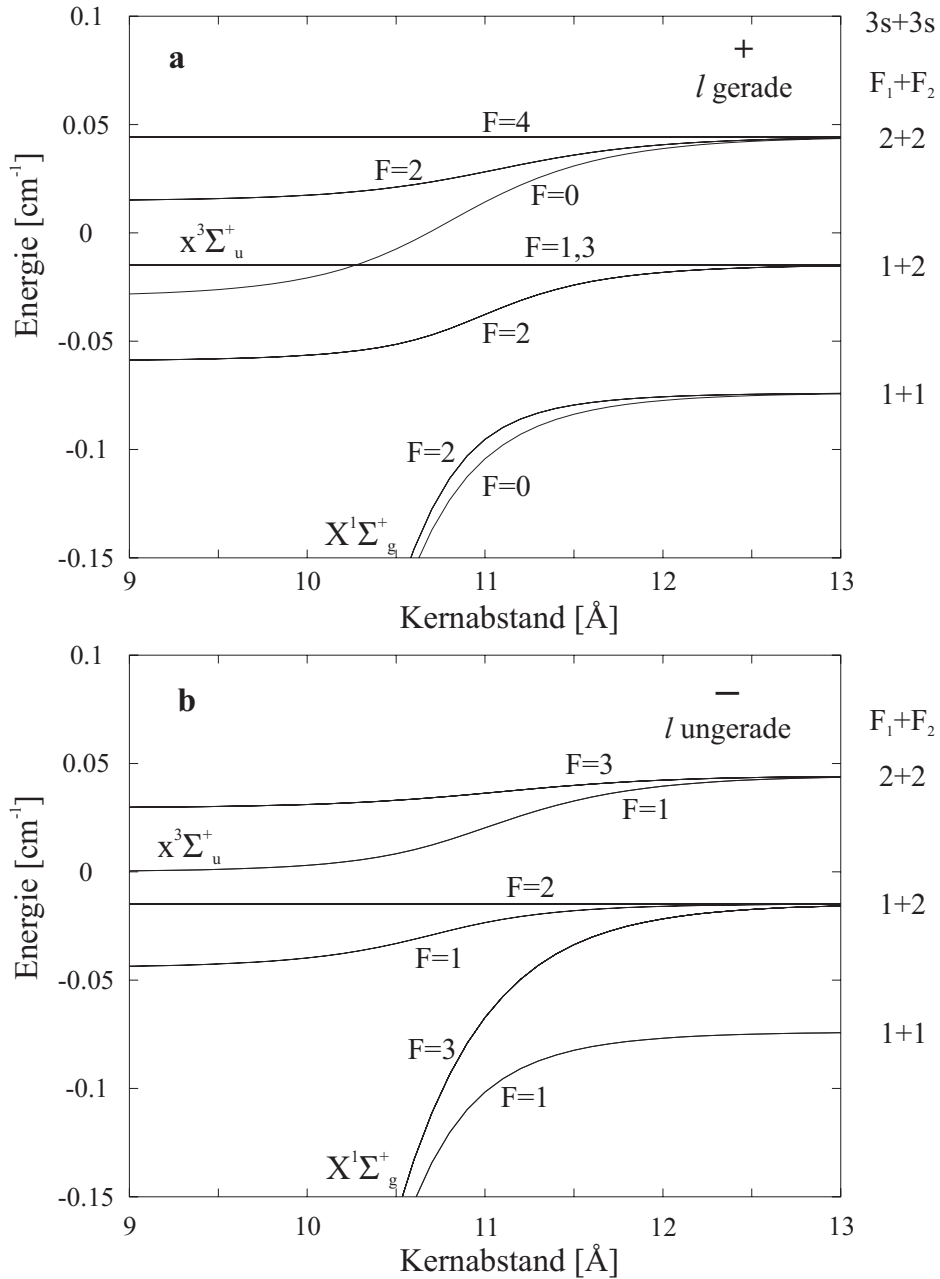 0.1
3s+3s
a
+
l gerade
F₁+F₂
0.05
F=4
2+2
F=2
F=0
0
x³Σ⁺ᵤ
F=1,3
1+2
Energie [cm⁻¹]
-0.05
F=2
1+1
-0.1
F=2
F=0
X¹Σ⁺g
-0.15
9 10 11 12 13
Kernabstand [Å]
0.1
b
−
l ungerade
F₁+F₂
0.05
F=3
2+2
F=1
x³Σ⁺ᵤ
0
F=2
1+2
Energie [cm⁻¹]
-0.05
F=1
F=3
1+1
-0.1
F=1
X¹Σ⁺g
-0.15
9 10 11 12 13
Kernabstand [Å]